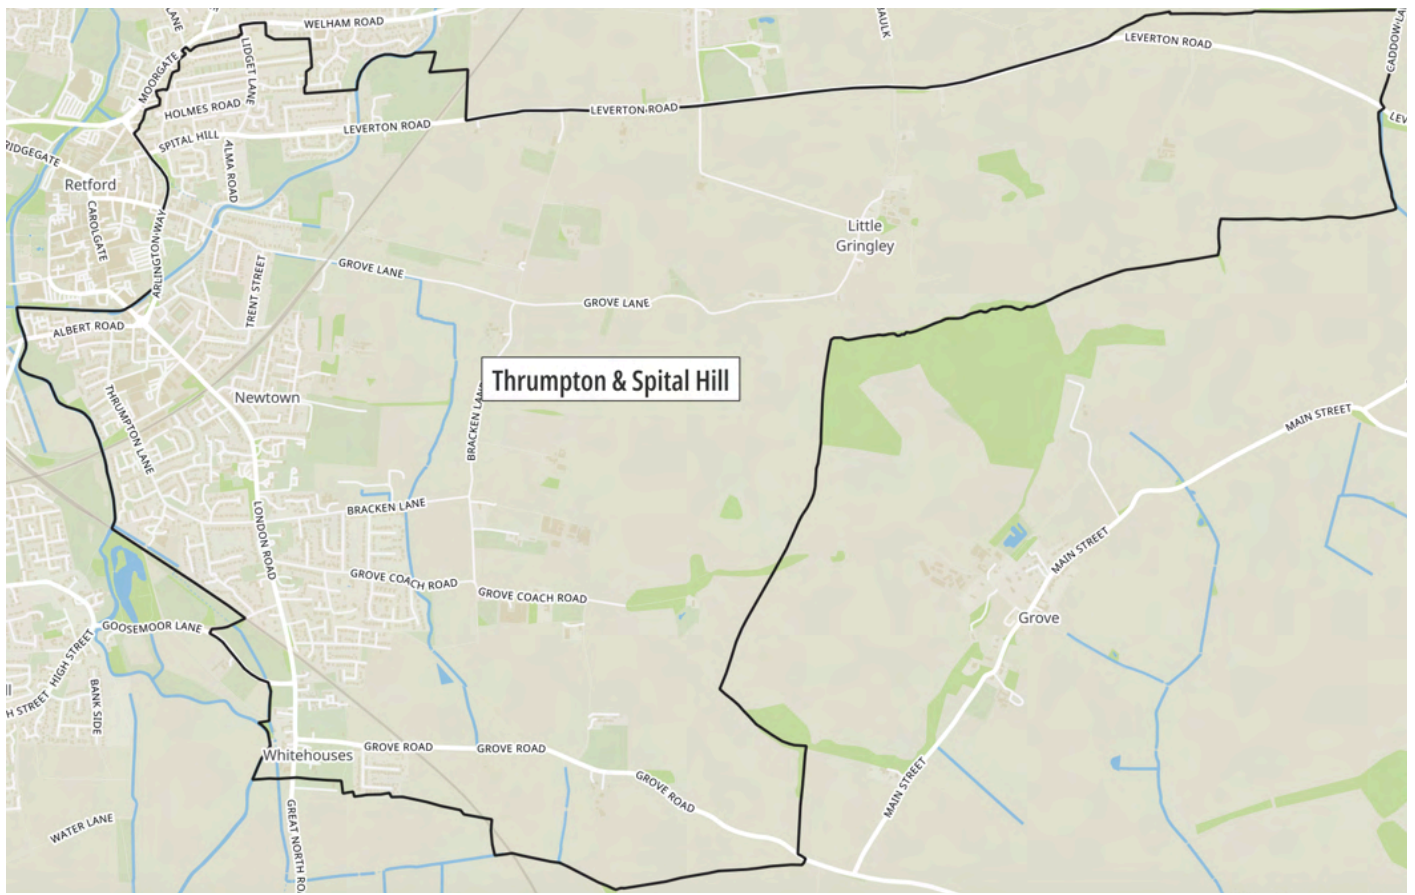 WELHAM ROAD
LANE
BAULK
LEVERTON ROAD
CADDOW LA
MOORGATE
LIDGET LANE
HOLMES ROAD
LEVERTON ROAD
LEV
SPITAL HILL
LEVERTON ROAD
RIDGEGATE
ALMA ROAD
Retford
CAROLGATE
ARLINGTON WAY
Little
Gringley
GROVE LANE
GROVE LANE
TRENT STREET
ALBERT ROAD
Thrumpton & Spital Hill
THRUMPTON LANE
Newtown
BRACKEN LANE
MAIN STREET
BRACKEN LANE
LONDON ROAD
MAIN STREET
GROVE COACH ROAD
GROVE COACH ROAD
Grove
GOOSEMOOR LANE
HIGH STREET
H STREET
BANK SIDE
Whitehouses
GROVE ROAD
GROVE ROAD
GROVE ROAD
MAIN STREET
WATER LANE
GREAT NORTH RO